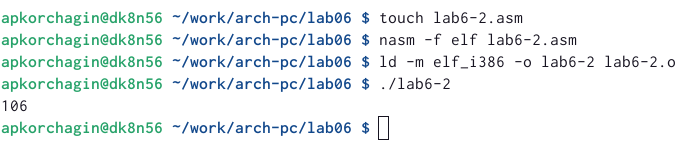 apkorchagin@dk8n56 ~/work/arch-pc/lab06 $ touch lab6-2.asm
apkorchagin@dk8n56 ~/work/arch-pc/lab06 $ nasm -f elf lab6-2.asm
apkorchagin@dk8n56 ~/work/arch-pc/lab06 $ ld -m elf_i386 -o lab6-2 lab6-2.o
apkorchagin@dk8n56 ~/work/arch-pc/lab06 $ ./lab6-2
106
apkorchagin@dk8n56 ~/work/arch-pc/lab06 $